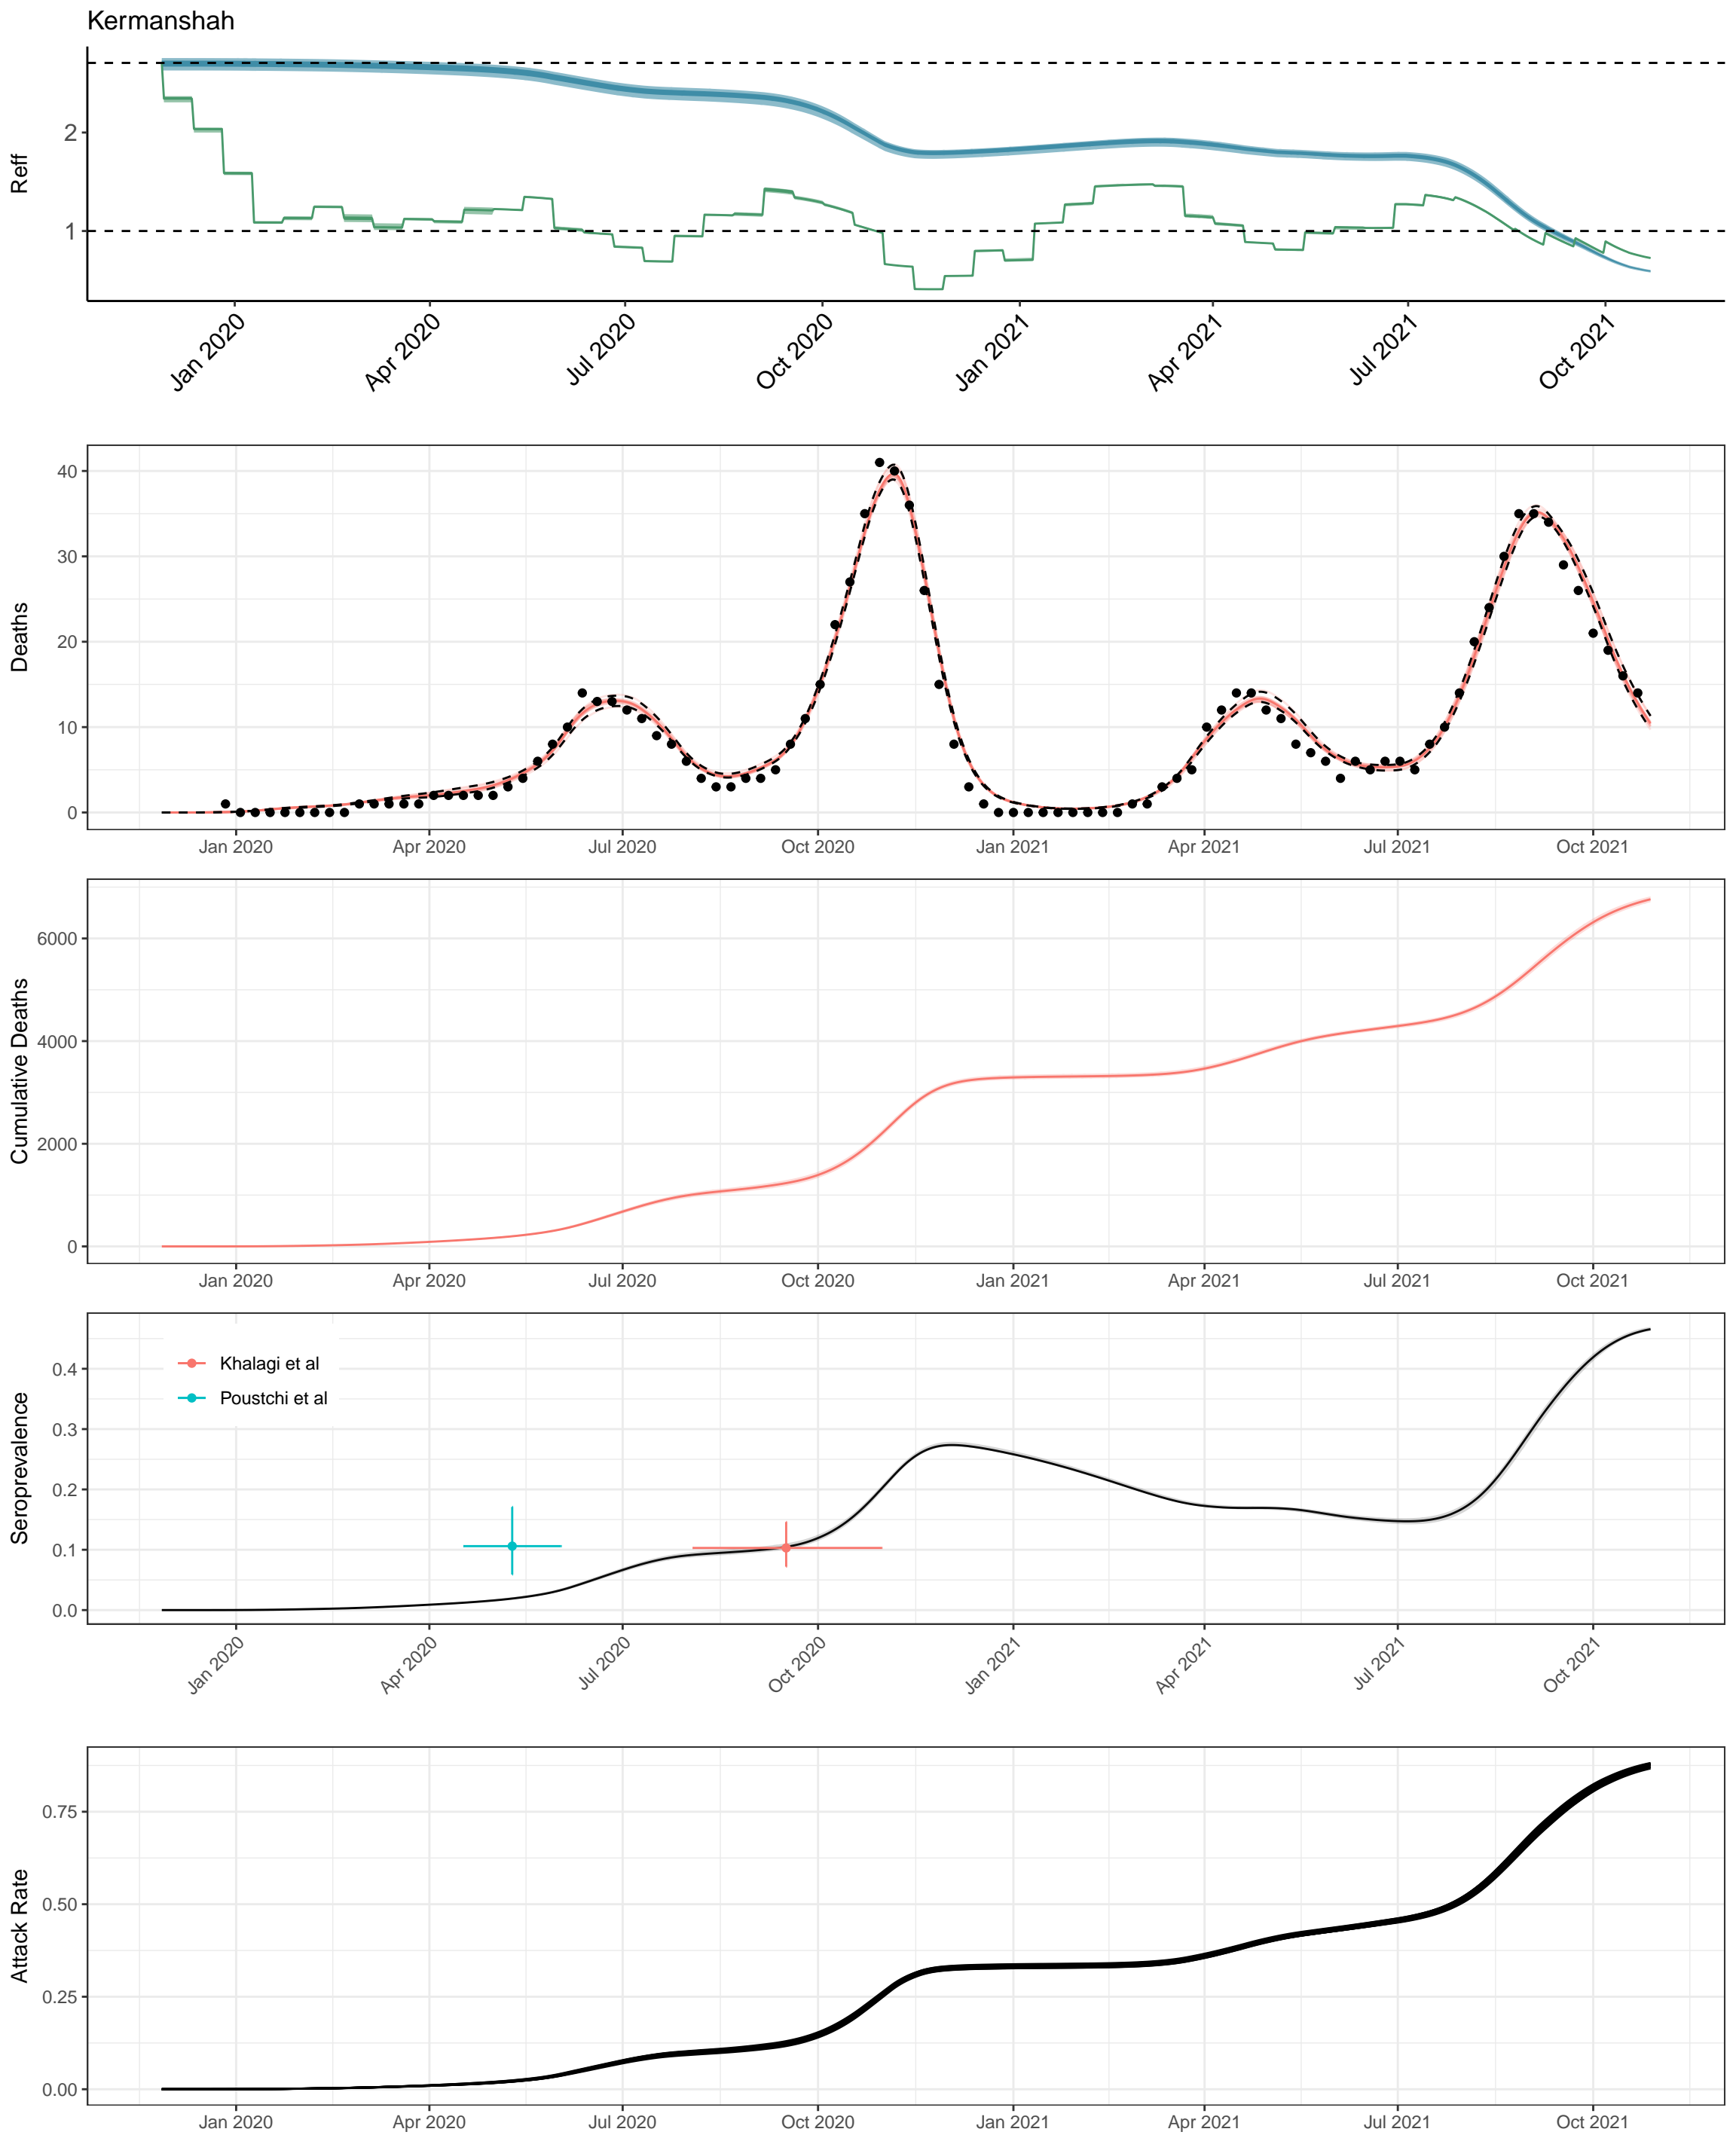 Kermanshah
Reff
2
1
Jan 2020
Apr 2020
Jul 2020
Oct 2020
Jan 2021
Apr 2021
Jul 2021
Oct 2021
Deaths
40
30
20
10
0
Jan 2020
Apr 2020
Jul 2020
Oct 2020
Jan 2021
Apr 2021
Jul 2021
Oct 2021
Cumulative Deaths
6000
4000
2000
0
Jan 2020
Apr 2020
Jul 2020
Oct 2020
Jan 2021
Apr 2021
Jul 2021
Oct 2021
Seroprevalence
0.4
0.3
0.2
0.1
0.0
Khalagi et al
Poustchi et al
Jan 2020
Apr 2020
Jul 2020
Oct 2020
Jan 2021
Apr 2021
Jul 2021
Oct 2021
Attack Rate
0.75
0.50
0.25
0.00
Jan 2020
Apr 2020
Jul 2020
Oct 2020
Jan 2021
Apr 2021
Jul 2021
Oct 2021